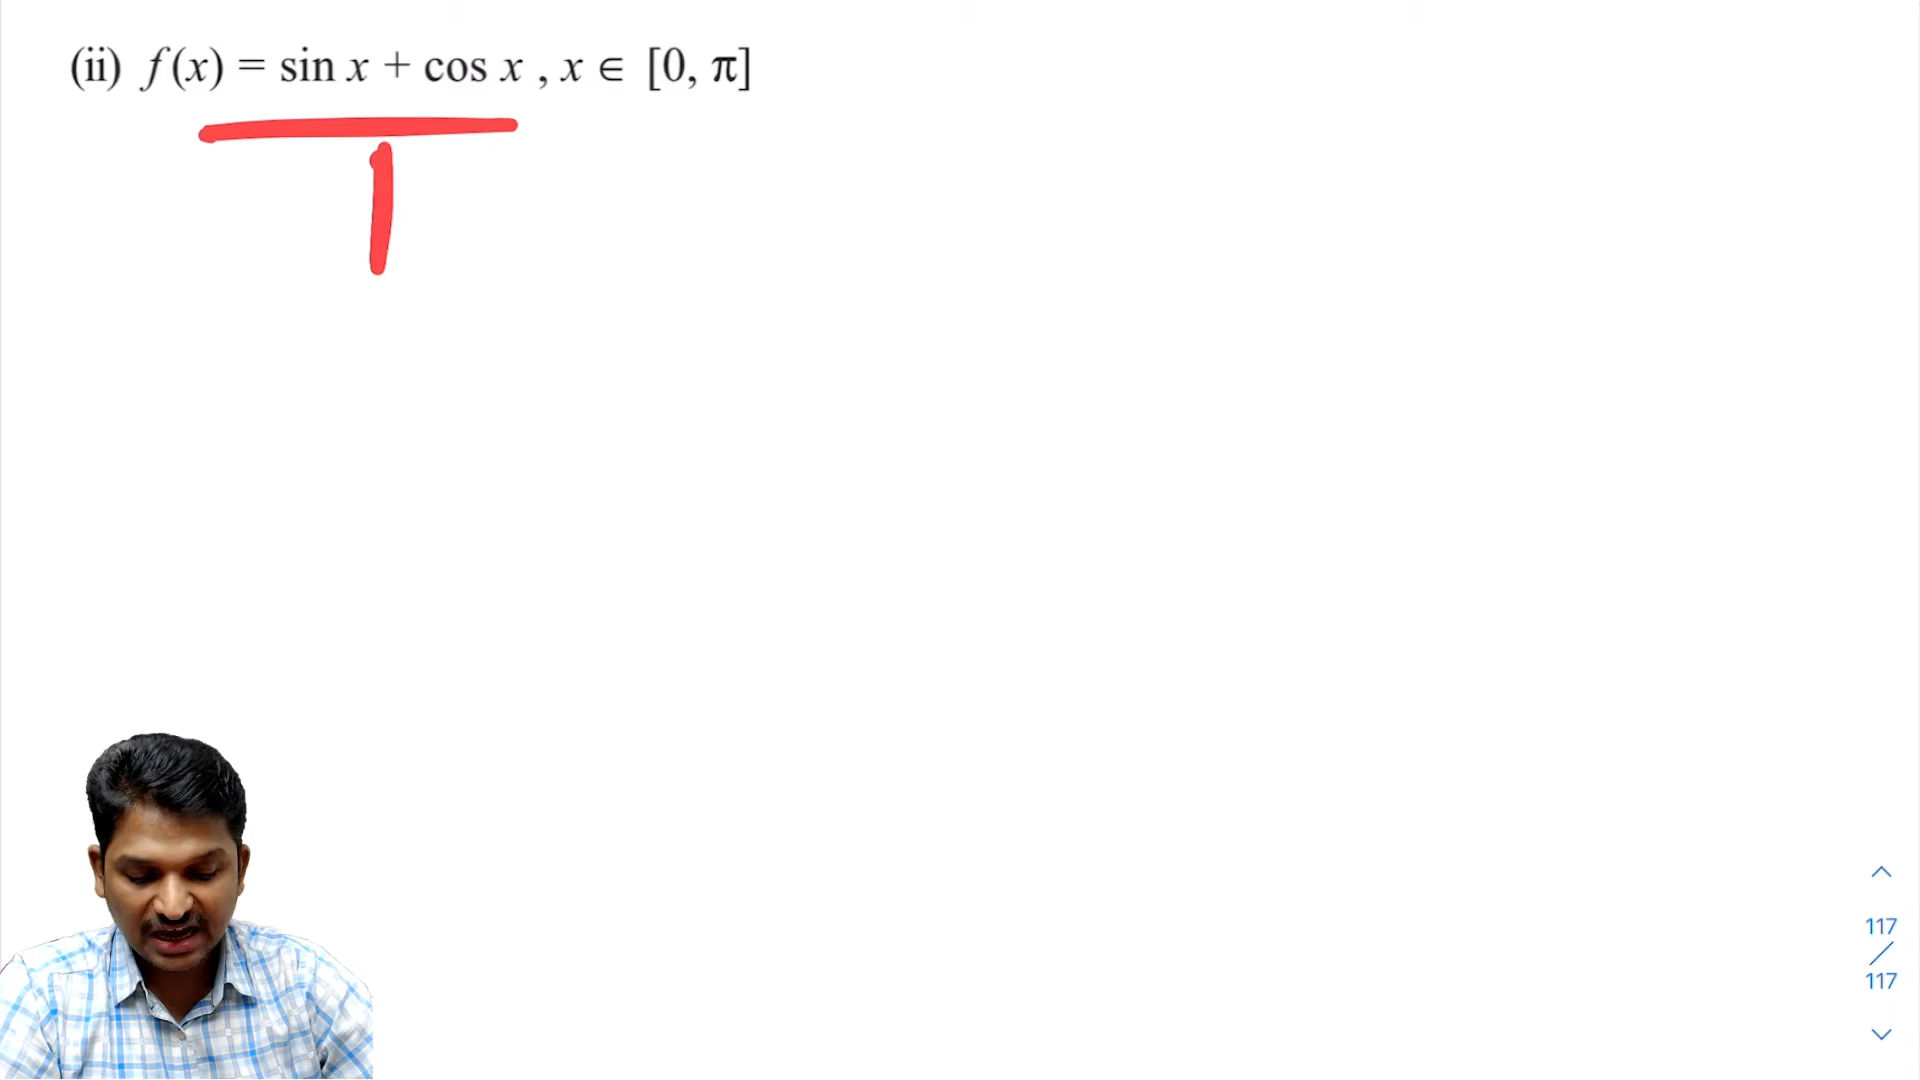 (ii) f(x) = sin x + cos x , x ∈ [0, π]
117
/
117